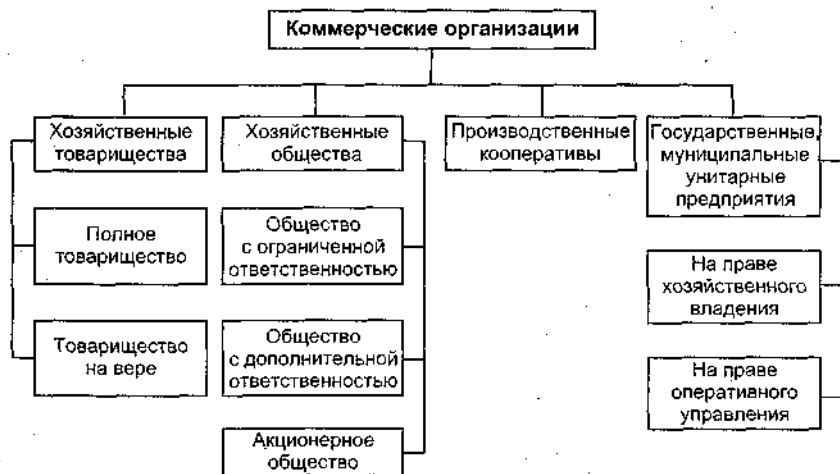 Коммерческие организации
Хозяйственные
товарищества
Хозяйственные
общества
Производственные
кооперативы
Государственные,
муниципальные
унитарные
предприятия
Полное
товарищество
Общество
с ограниченной
ответственностью
На праве
хозяйственного
владения
Товарищество
на вере
Общество
с дополнительной
ответственностью
На праве
оперативного
управления
Акционерное
общество